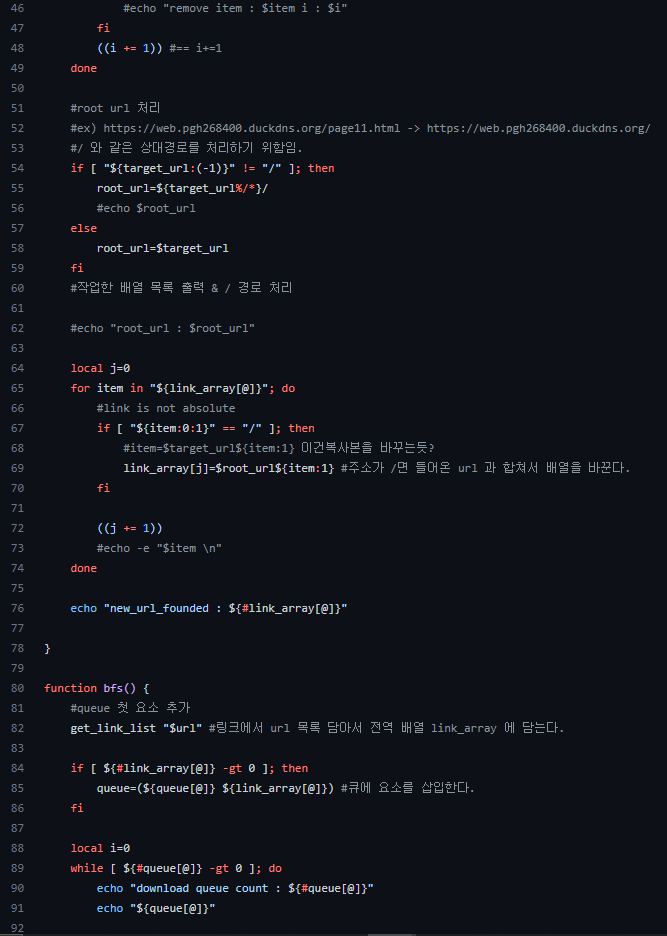 46             #echo "remove item : $item i : $i"
47         fi
48         ((i += 1)) #== i+=1
49     done
50
51     #root url 처리
52     #ex) https://web.pgh268400.duckdns.org/page11.html -> https://web.pgh268400.duckdns.org/
53     #/ 와 같은 상대경로를 처리하기 위함임.
54     if [ "${target_url:(-1)}" != "/" ]; then
55         root_url=${target_url%/*}/
56         #echo $root_url
57     else
58         root_url=$target_url
59     fi
60     #작업한 배열 목록 출력 & / 경로 처리
61
62     #echo "root_url : $root_url"
63
64     local j=0
65     for item in "${link_array[@]}"; do
66         #link is not absolute
67         if [ "${item:0:1}" == "/" ]; then
68             #item=$target_url${item:1} 이건복사본을 바꾸는듯?
69             link_array[j]=$root_url${item:1} #주소가 /면 들어온 url 과 합쳐서 배열을 바꾼다.
70         fi
71
72         ((j += 1))
73         #echo -e "$item \n"
74     done
75
76     echo "new_url_founded : ${#link_array[@]}"
77
78 }
79
80 function bfs() {
81     #queue 첫 요소 추가
82     get_link_list "$url" #링크에서 url 목록 담아서 전역 배열 link_array 에 담는다.
83
84     if [ ${#link_array[@]} -gt 0 ]; then
85         queue=(${queue[@]} ${link_array[@]}) #큐에 요소를 삽입한다.
86     fi
87
88     local i=0
89     while [ ${#queue[@]} -gt 0 ]; do
90         echo "download queue count : ${#queue[@]}"
91         echo "${queue[@]}"
92